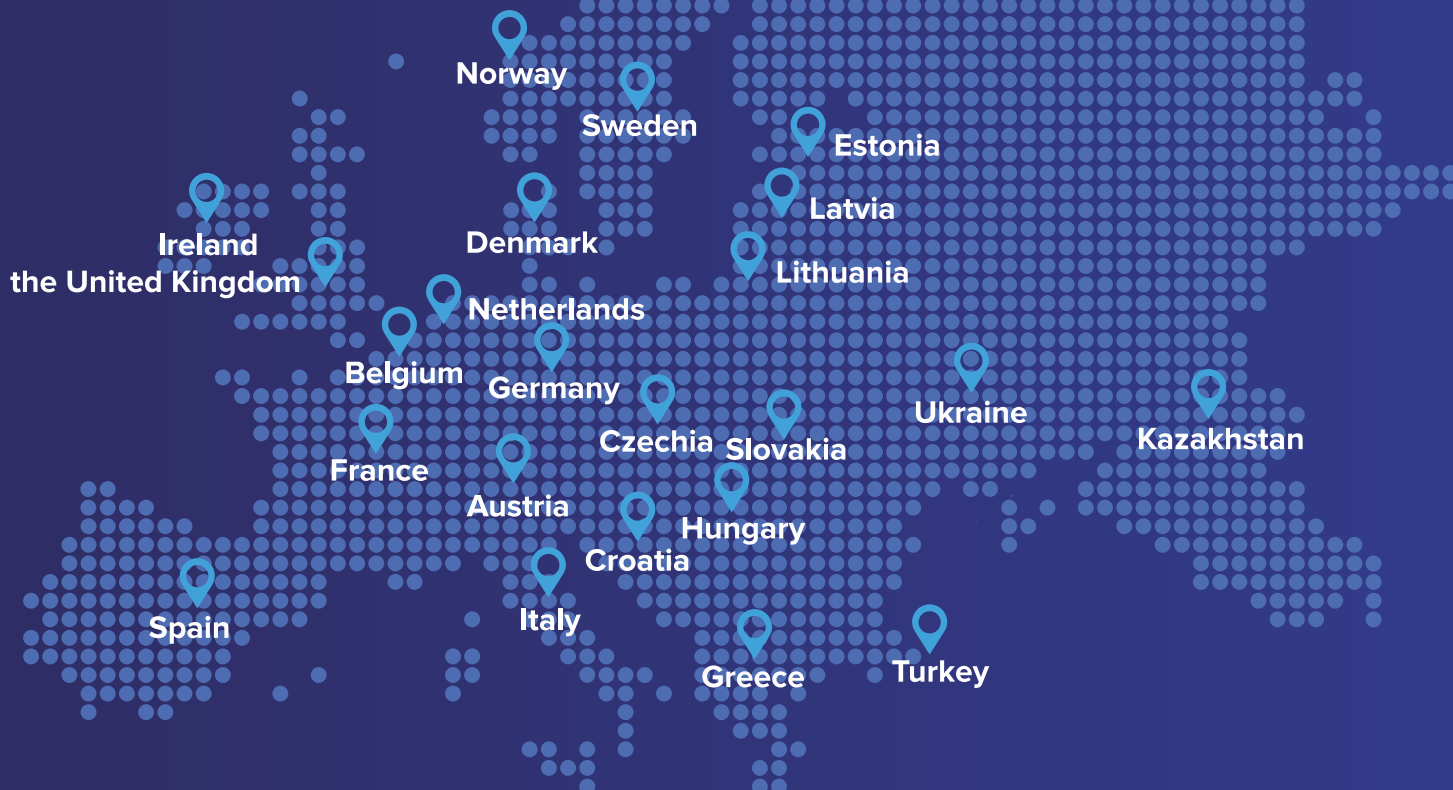 Norway
Sweden
Estonia
Latvia
Ireland
Denmark
Lithuania
the United Kingdom
Netherlands
Belgium
Germany
Ukraine
Czechia
Slovakia
Kazakhstan
France
Austria
Hungary
Croatia
Italy
Spain
Greece
Turkey